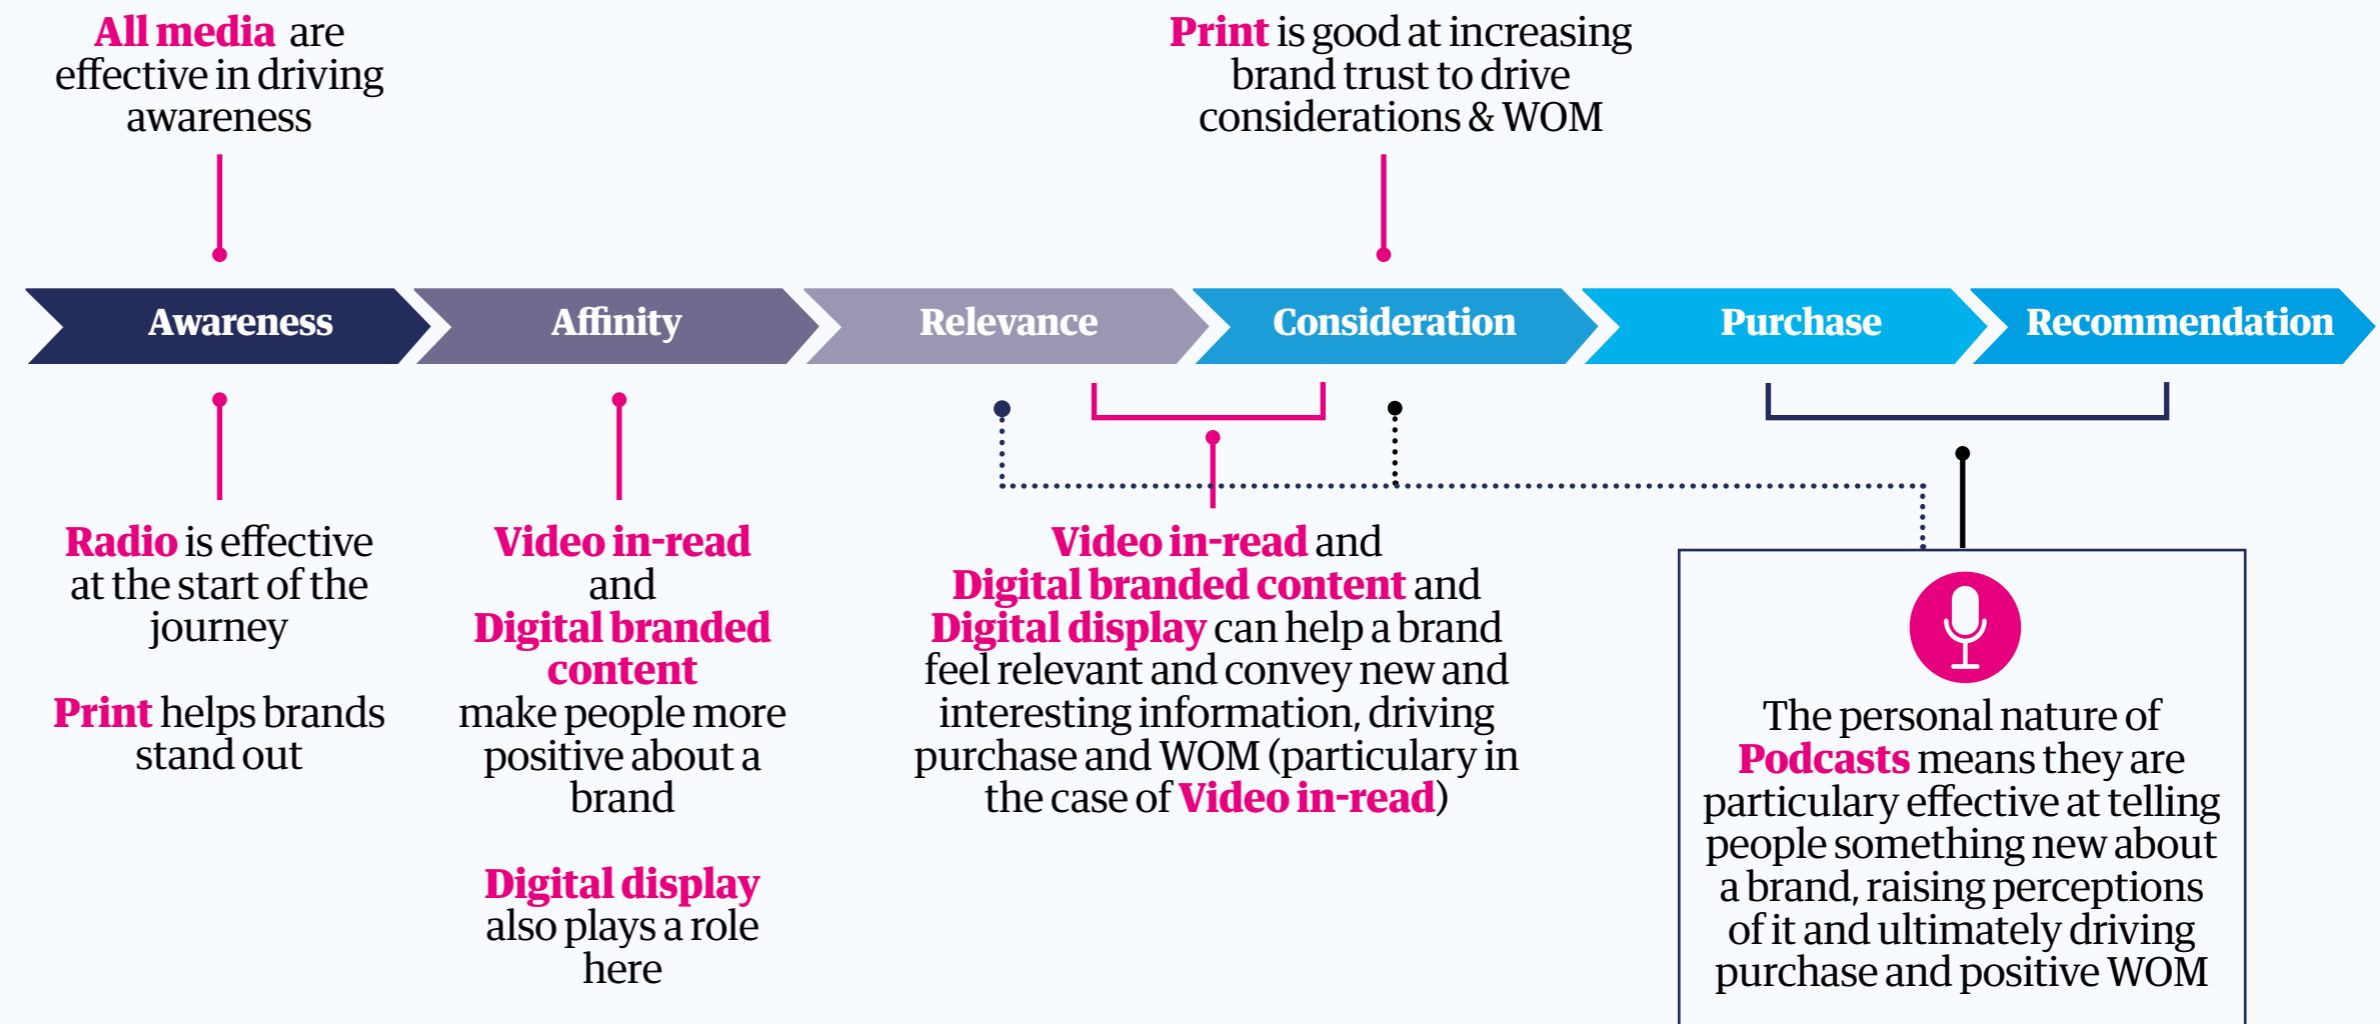 All media are
effective in driving
awareness
Print is good at increasing
brand trust to drive
considerations & WOM
Awareness
Affinity
Relevance
Consideration
Purchase
Recommendation
Radio is effective
at the start of the
journey
Print helps brands
stand out
Video in-read
and
Digital branded
content
make people more
positive about a
brand
Digital display
also plays a role
here
Video in-read and
Digital branded content and
Digital display can help a brand
feel relevant and convey new and
interesting information, driving
purchase and WOM (particulary in
the case of Video in-read)
The personal nature of
Podcasts means they are
particulary effective at telling
people something new about
a brand, raising perceptions
of it and ultimately driving
purchase and positive WOM